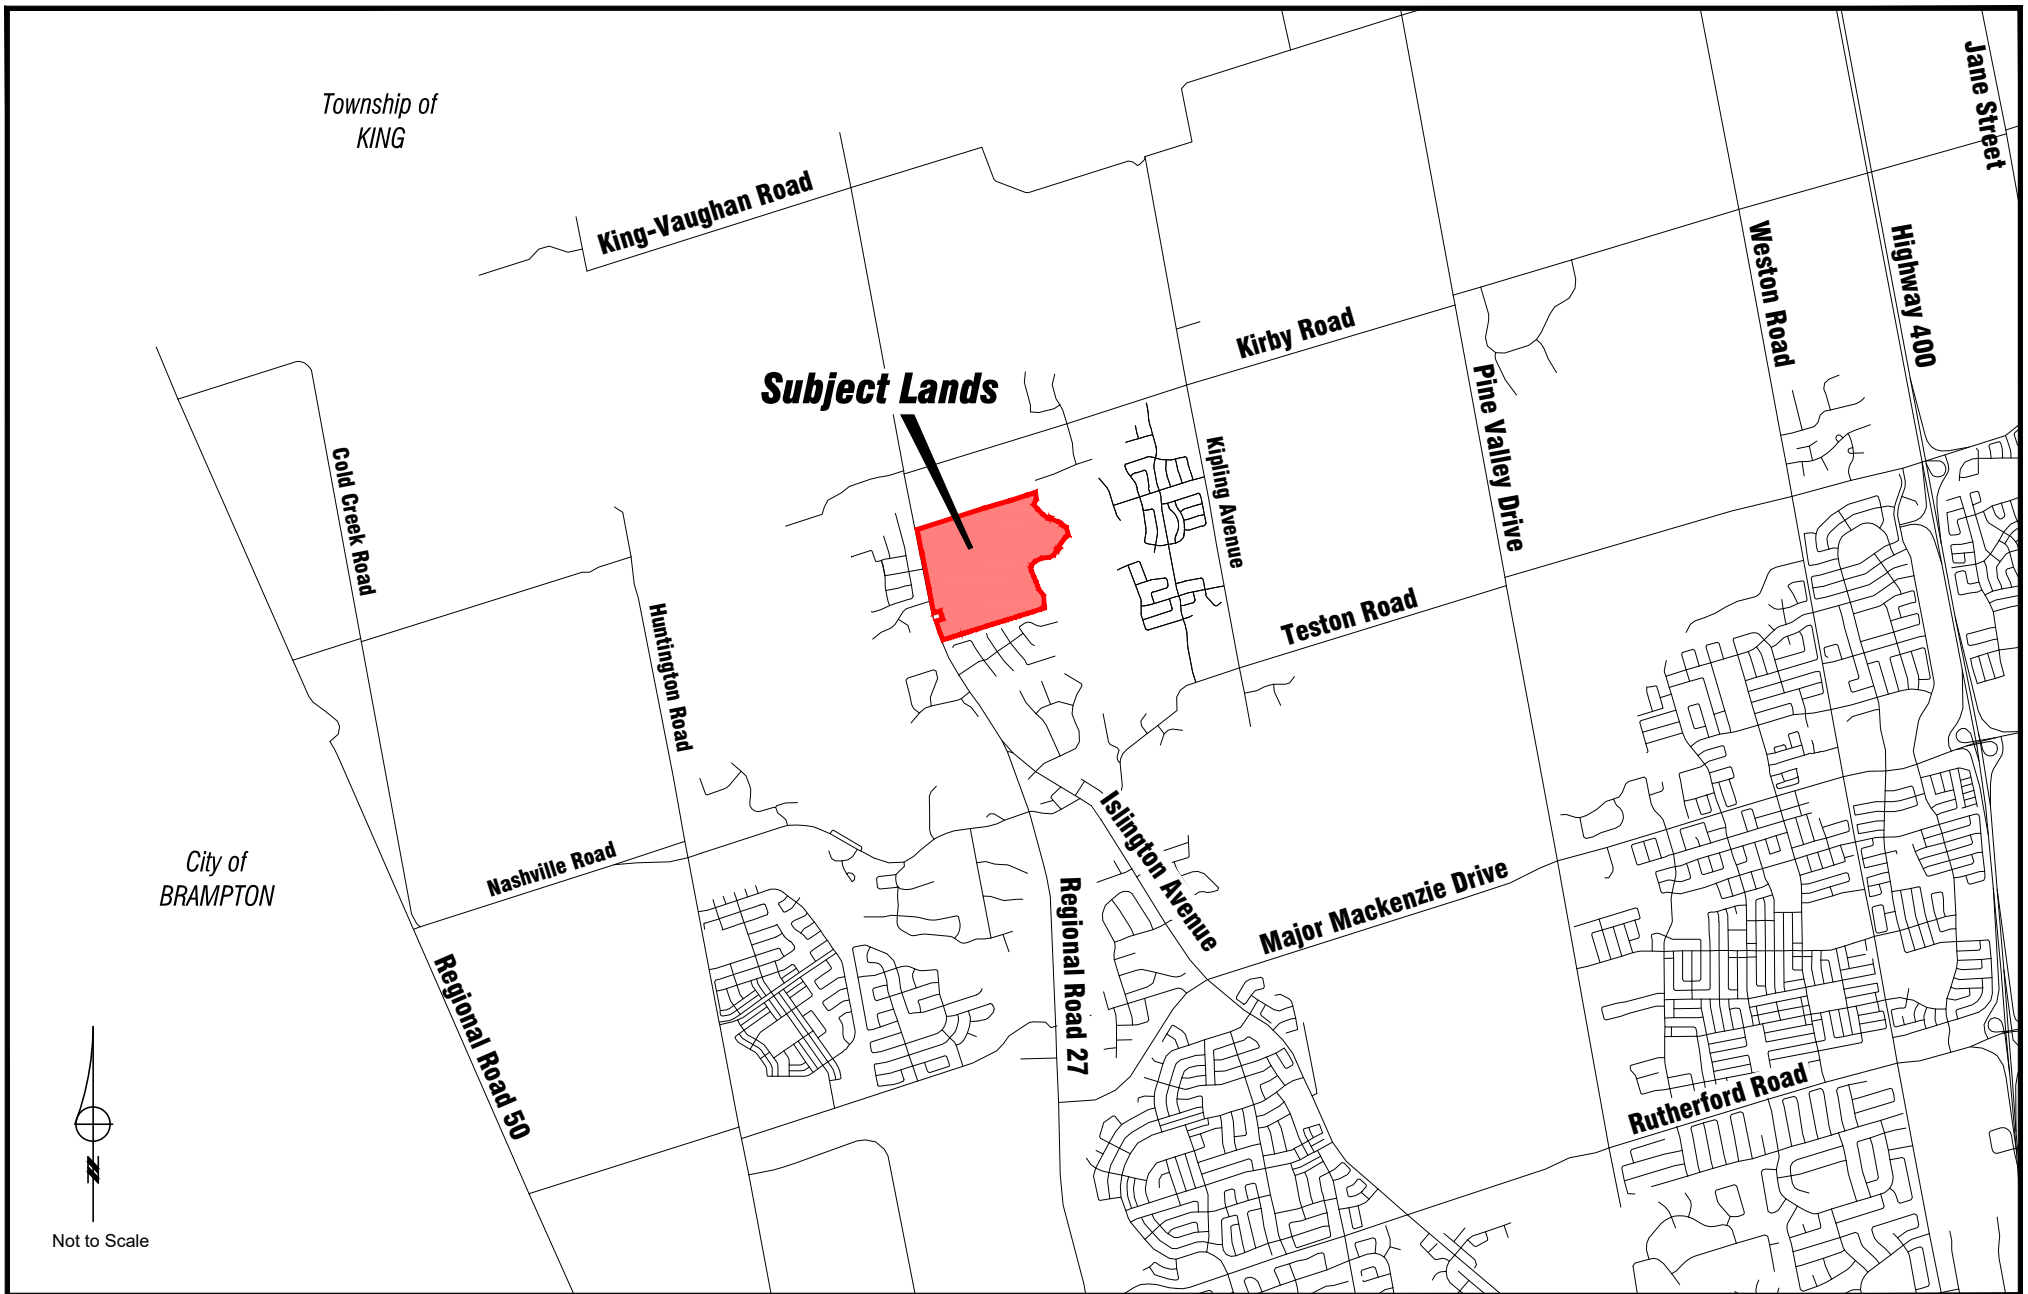 Township of
KING
Jane Street
King-Vaughan Road
Weston Road
Highway 400
Kirby Road
Subject Lands
Pine Valley Drive
Cold Creek Road
Kipling Avenue
Huntington Road
Teston Road
Islington Avenue
City of
BRAMPTON
Nashville Road
Major Mackenzie Drive
Regional Road 27
Regional Road 50
Rutherford Road
N
Not to Scale